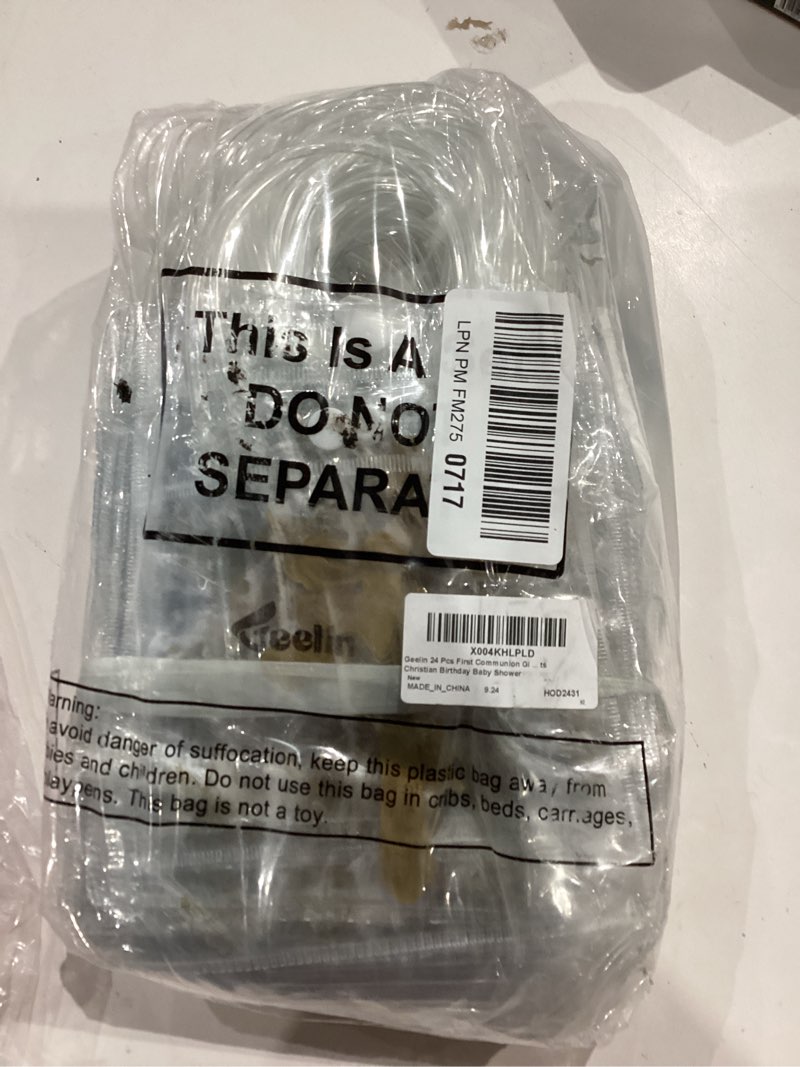 This Is A
DO NO
SEPARA
LPN PM FM275 0717
Geelin
X004KHLPLD
Geelin 24 Pcs First Communion Gi ... ts
Christian Birthday Baby Shower
New
MADE_IN_CHINA 9.24 HOD2431
arning:
avoid danger of suffocation, keep this plastic bag away from
bies and children. Do not use this bag in cribs, beds, carriages,
laypens. This bag is not a toy.